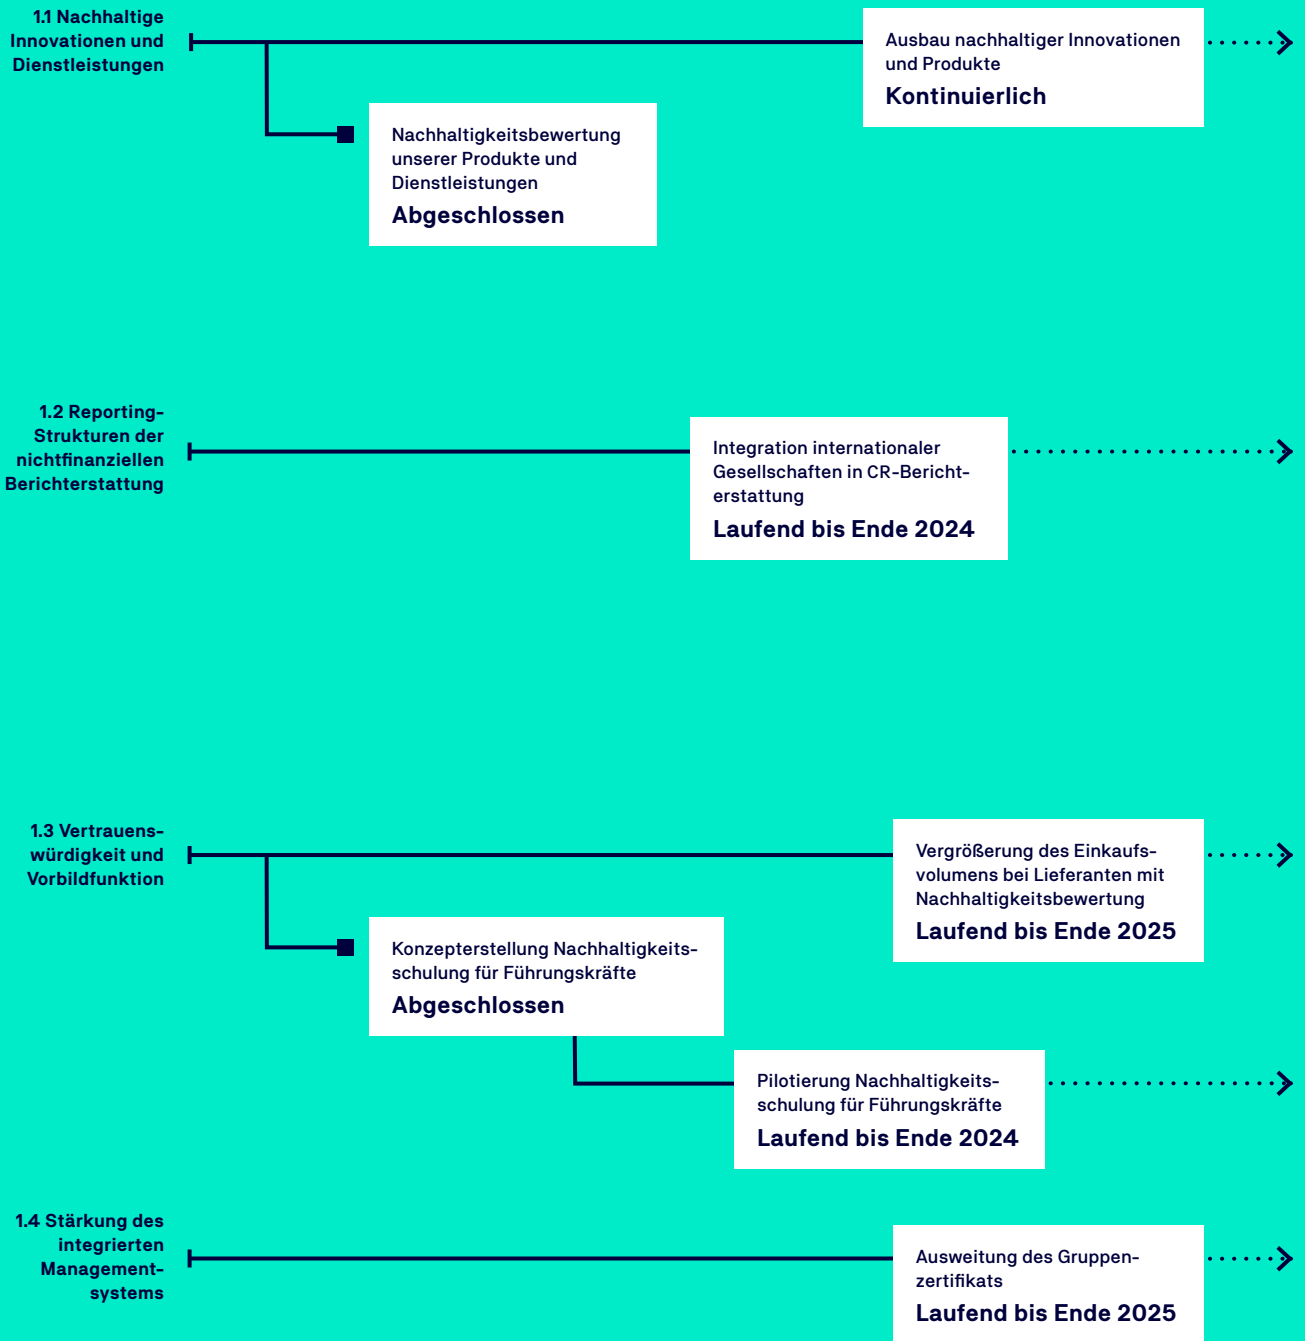 1.1 Nachhaltige
Innovationen und
Dienstleistungen
Ausbau nachhaltiger Innovationen
und Produkte
Kontinuierlich
Nachhaltigkeitsbewertung
unserer Produkte und
Dienstleistungen
Abgeschlossen
1.2 Reporting-
Strukturen der
nichtfinanziellen
Berichterstattung
Integration internationaler
Gesellschaften in CR-Bericht-
erstattung
Laufend bis Ende 2024
1.3 Vertrauens-
würdigkeit und
Vorbildfunktion
Vergrößerung des Einkaufs-
volumens bei Lieferanten mit
Nachhaltigkeitsbewertung
Laufend bis Ende 2025
Konzepterstellung Nachhaltigkeits-
schulung für Führungskräfte
Abgeschlossen
Pilotierung Nachhaltigkeits-
schulung für Führungskräfte
Laufend bis Ende 2024
1.4 Stärkung des
integrierten
Management-
systems
Ausweitung des Gruppen-
zertifikats
Laufend bis Ende 2025